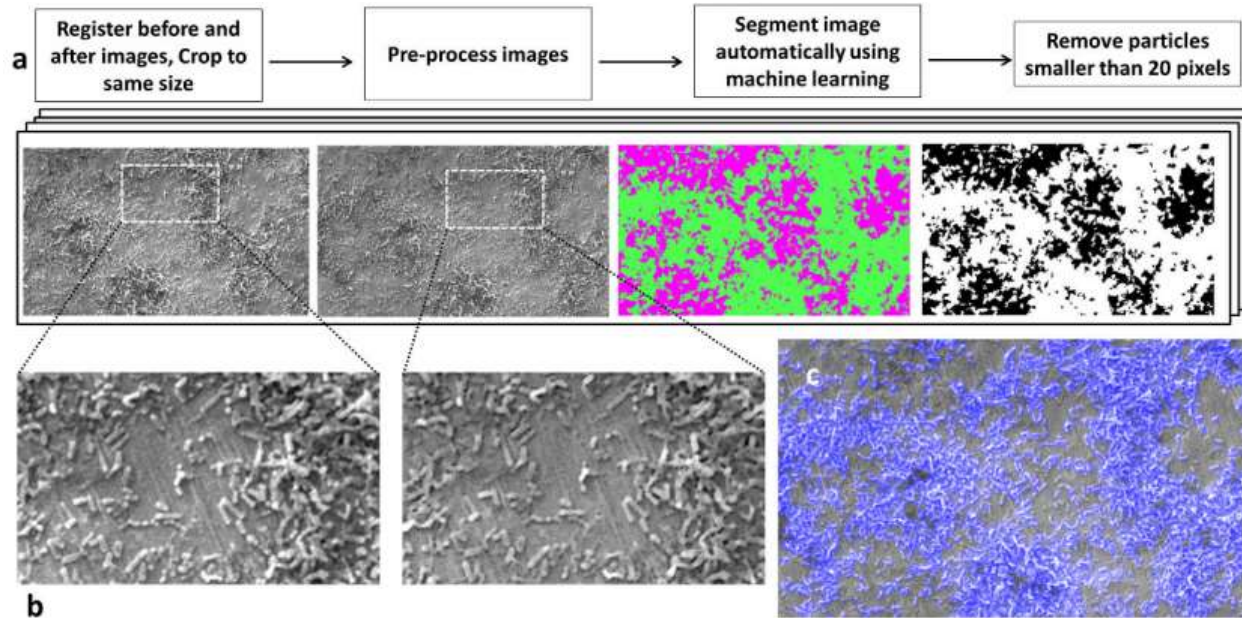 a
Register before and
after images, Crop to
same size
Pre-process images
Segment image
automatically using
machine learning
Remove particles
smaller than 20 pixels
c
b